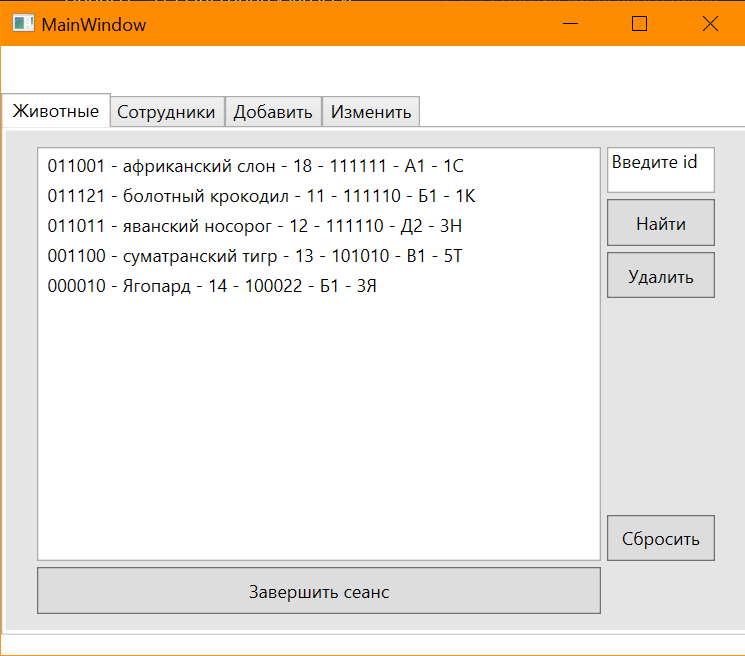 MainWindow
Животные Сотрудники Добавить Изменить
011001 - африканский слон - 18 - 111111 - А1 - 1С
011121 - болотный крокодил - 11 - 111110 - Б1 - 1К
011011 - яванский носорог - 12 - 111110 - Д2 - 3Н
001100 - суматранский тигр - 13 - 101010 - В1 - 5Т
000010 - Ягопард - 14 - 100022 - Б1 - 3Я
Введите id
Найти
Удалить
Сбросить
Завершить сеанс